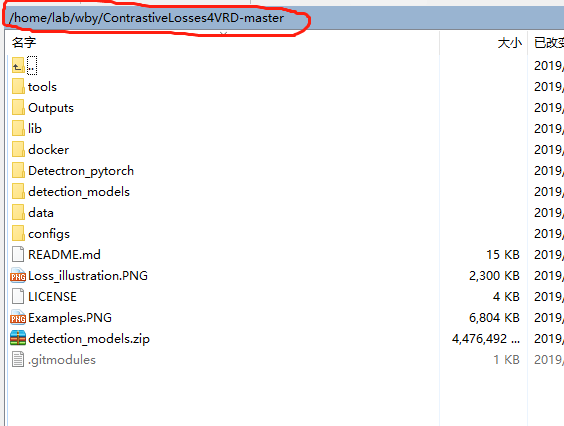 /home/lab/wby/ContrastiveLosses4VRD-master
名字 大小 已改变
.. 2019/
tools 2019/
Outputs 2019/
lib 2019/
docker 2019/
Detectron_pytorch 2019/
detection_models 2019/
data 2019/
configs 2019/
README.md 15 KB 2019/
Loss_illustration.PNG 2,300 KB 2019/
LICENSE 4 KB 2019/
Examples.PNG 6,804 KB 2019/
detection_models.zip 4,476,492 ... 2019/
.gitmodules 1 KB 2019/